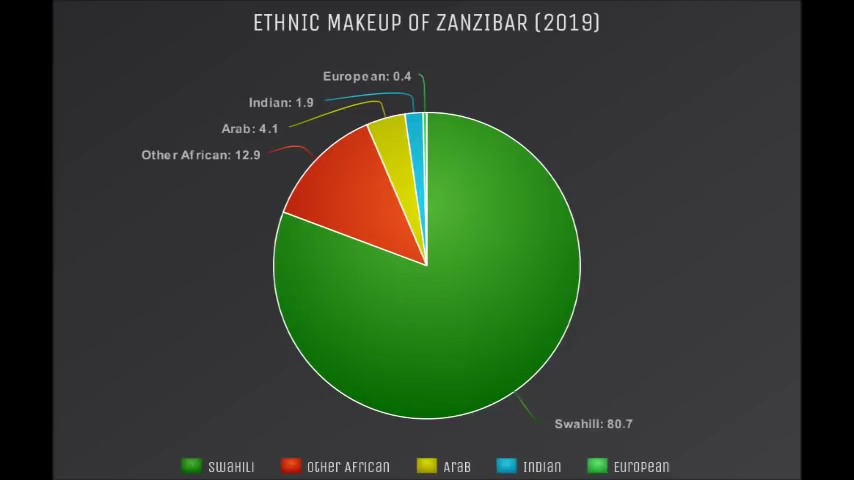 ETHNIC MAKEUP OF ZANZIBAR (2019)
European: 0.4
Indian: 1.9
Arab: 4.1
Other African: 12.9
Swahili: 80.7
Swahili Other African Arab Indian European